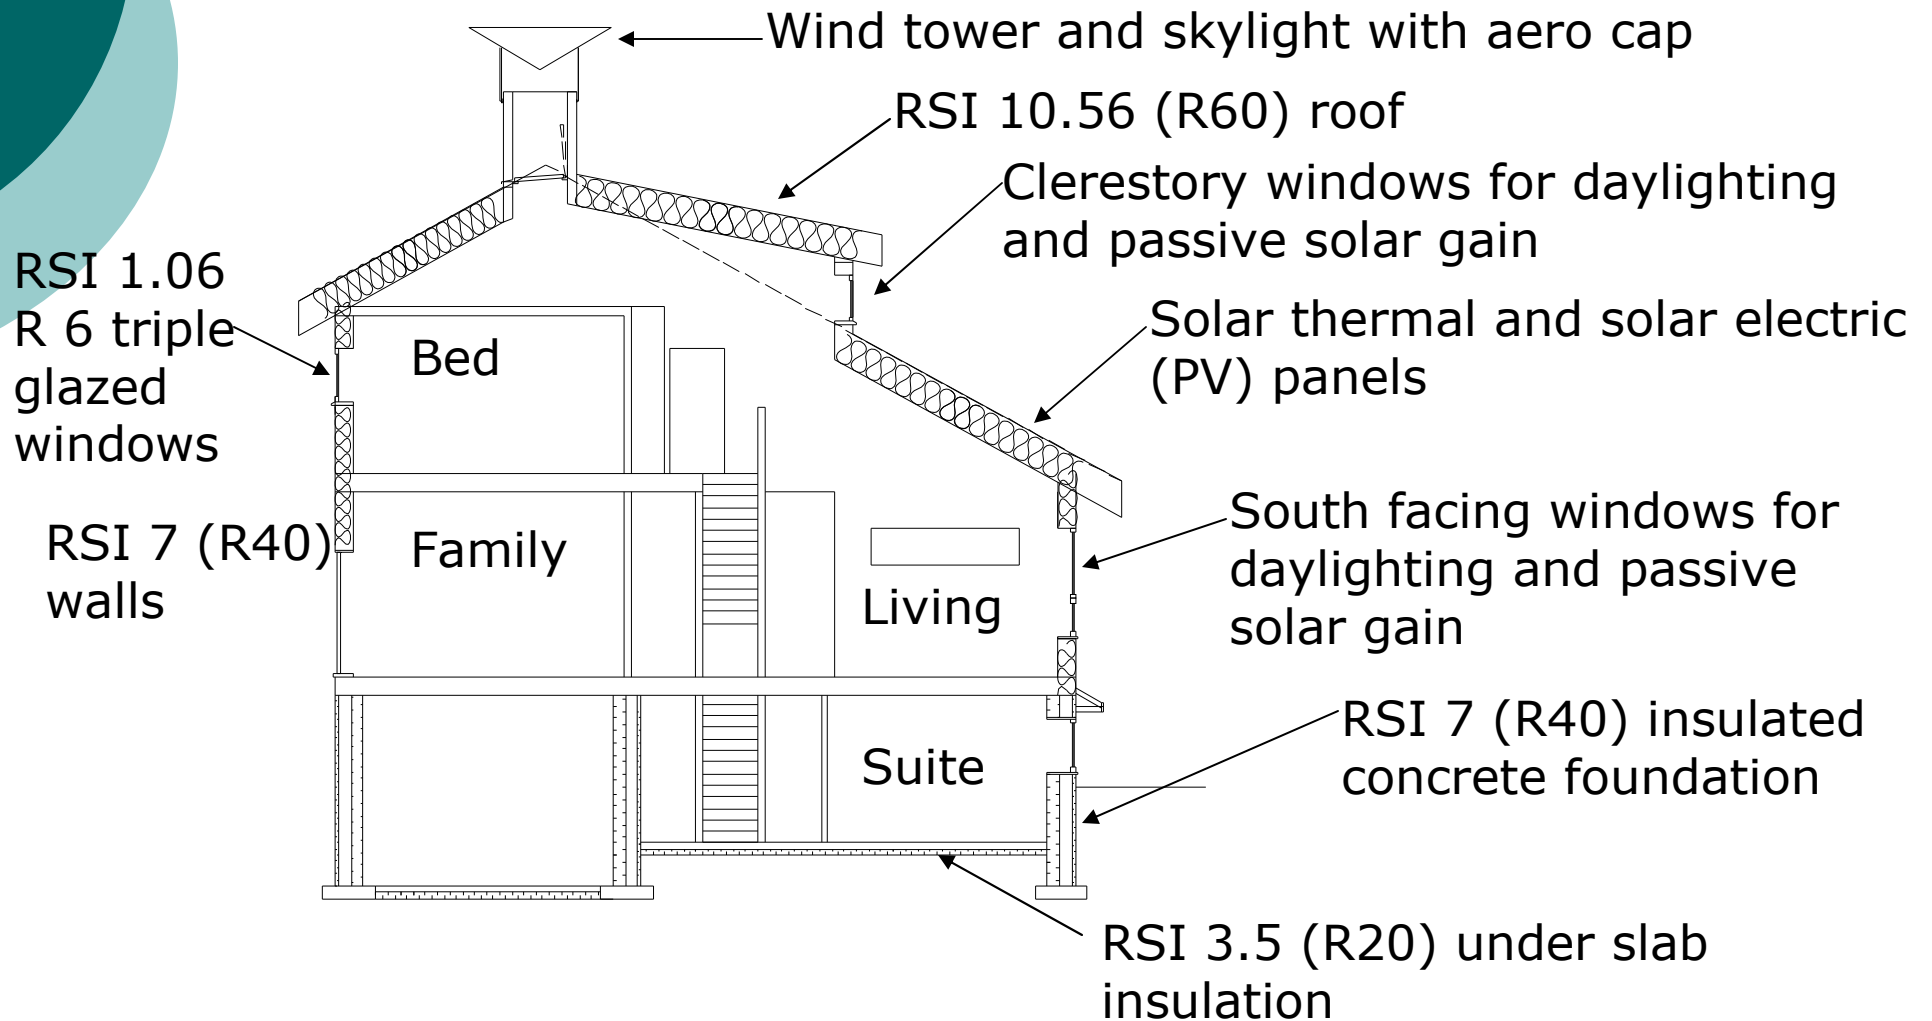 Wind tower and skylight with aero cap
RSI 10.56 (R60) roof
Clerestory windows for daylighting
and passive solar gain
RSI 1.06
R 6 triple
glazed
windows
Solar thermal and solar electric
(PV) panels
Bed
RSI 7 (R40)
walls
Family
Living
South facing windows for
daylighting and passive
solar gain
Suite
RSI 7 (R40) insulated
concrete foundation
RSI 3.5 (R20) under slab
insulation